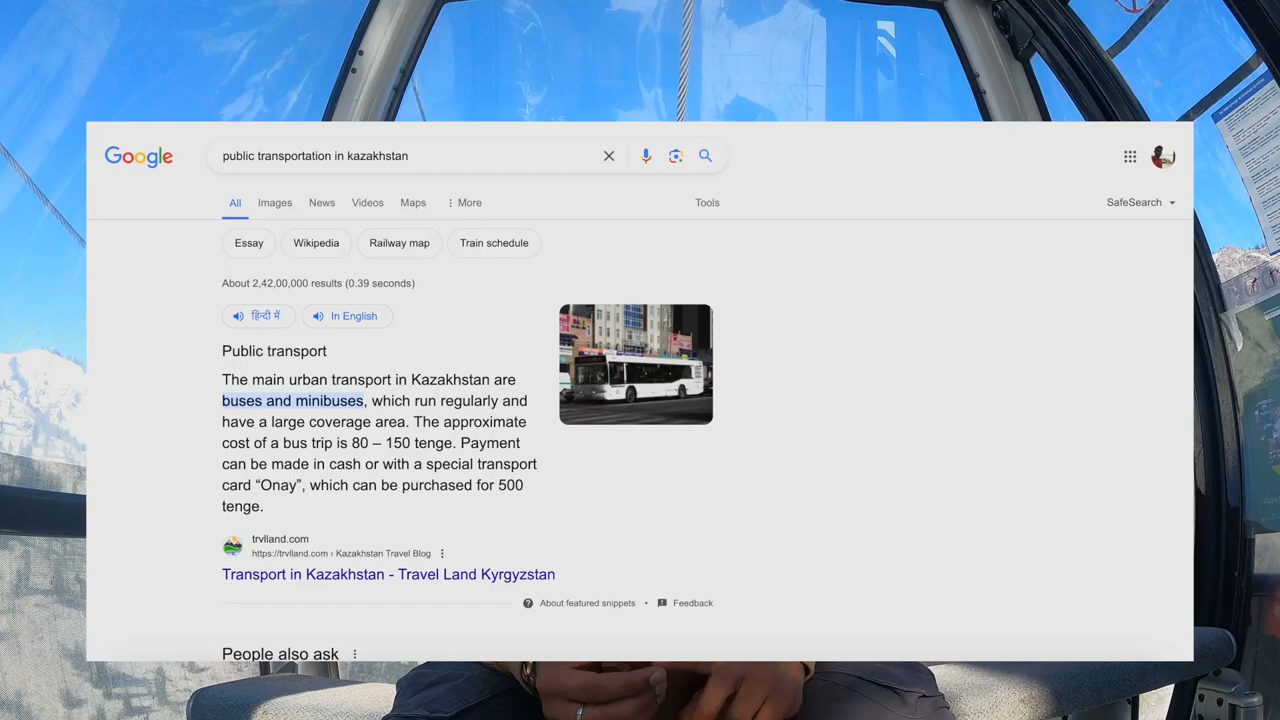 Google
public transportation in kazakhstan
All Images News Videos Maps More Tools
SafeSearch
Essay Wikipedia Railway map Train schedule
About 2,42,00,000 results (0.39 seconds)
हिन्दी में In English
Public transport
The main urban transport in Kazakhstan are
buses and minibuses, which run regularly and
have a large coverage area. The approximate
cost of a bus trip is 80 – 150 tenge. Payment
can be made in cash or with a special transport
card “Onay”, which can be purchased for 500
tenge.
trvlland.com
https://trvlland.com › Kazakhstan Travel Blog
Transport in Kazakhstan - Travel Land Kyrgyzstan
About featured snippets • Feedback
People also ask